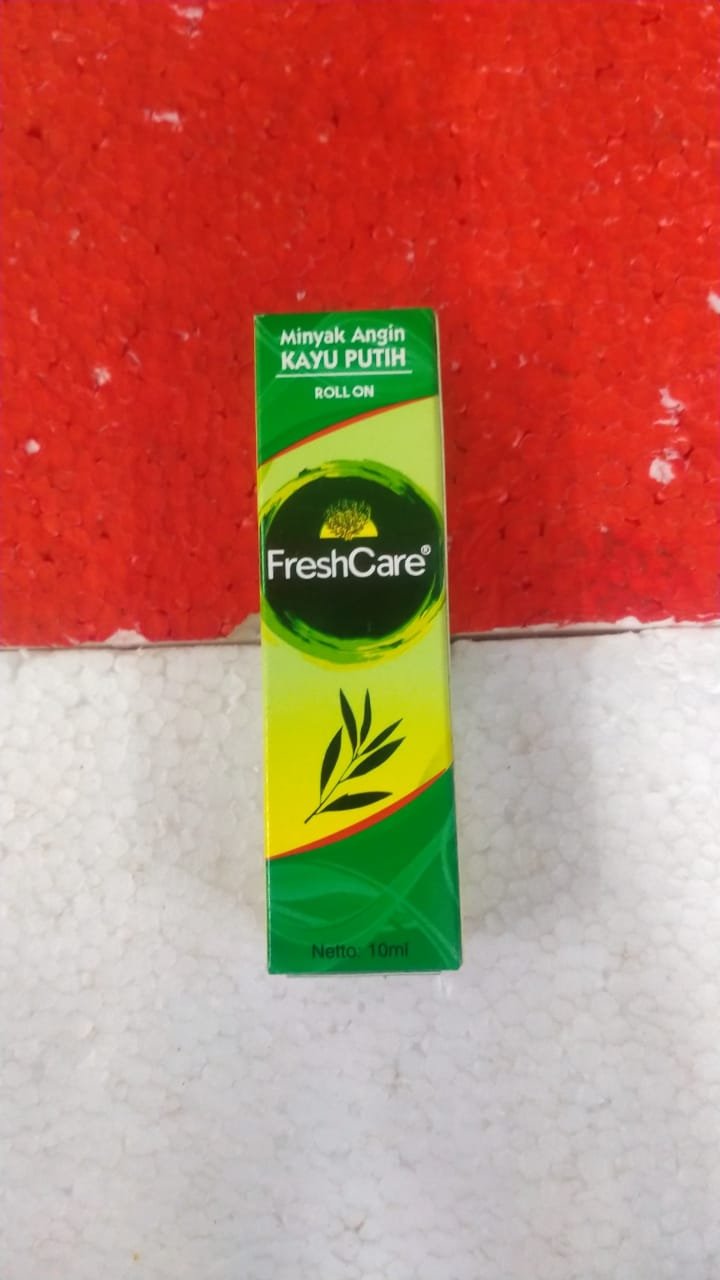 Minyak Angin
KAYU PUTIH
ROLL ON
FreshCare®
Netto: 10ml